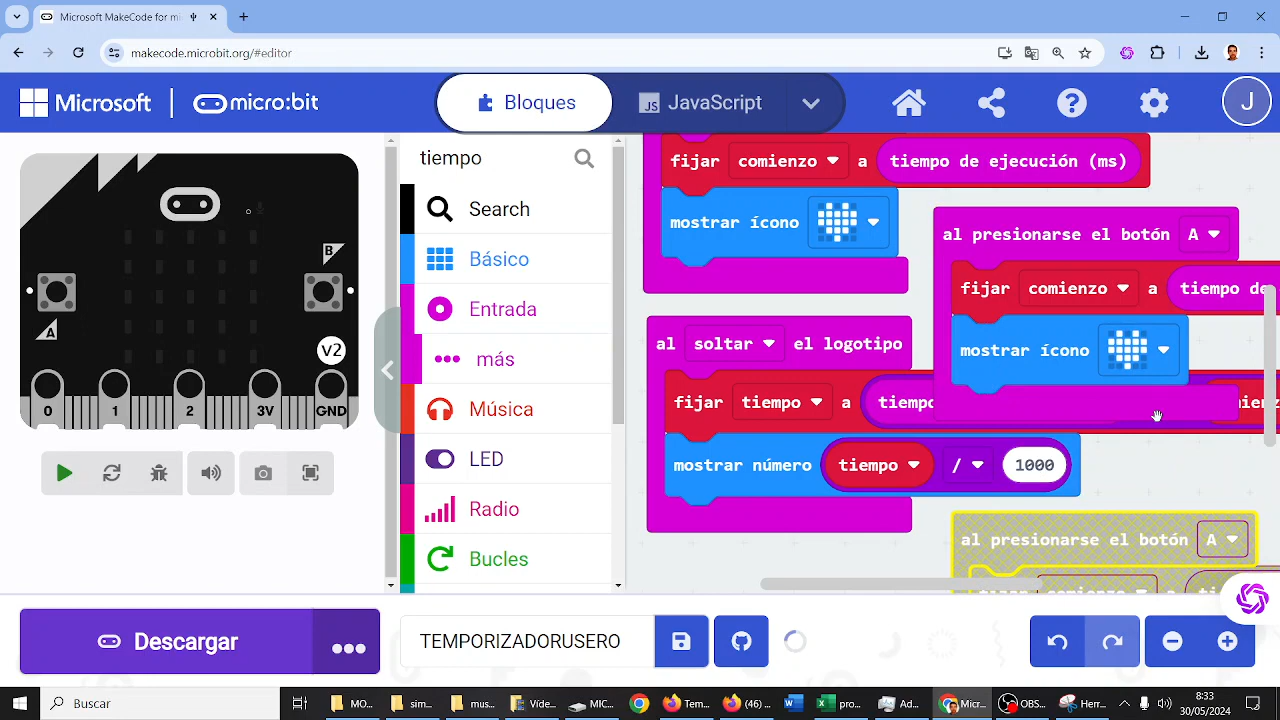 MakeCode for mi
makecode.microbit.org/#editor
Microsoft
micro:bit
Bloques
JS JavaScript
J
B
A
V2
0 1 2 3V GND
Descargar
tiempo
Search
Básico
Entrada
más
Música
LED
Radio
Bucles
fijar comienzo a tiempo de ejecución (ms)
mostrar ícono
al presionarse el botón A
fijar comienzo a tiempo de
mostrar ícono
al soltar el logotipo
fijar tiempo a tiempo
mostrar número tiempo / 1000
al presionarse el botón A
TEMPORIZADORUSERO
Buscar
MO...
sim...
mus...
Víde...
MIC...
Tem...
(46) ...
pro...
Ad...
Micr...
OBS...
Her...
8:33
30/05/2024